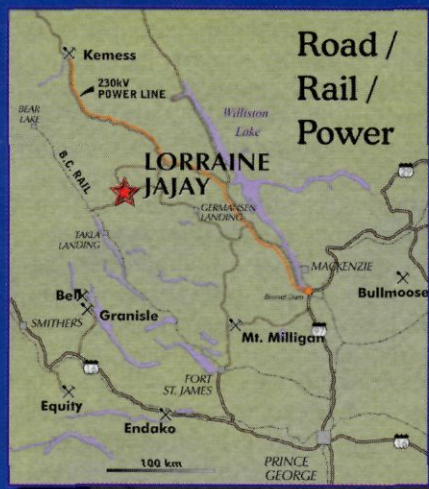 Road /
Rail /
Power
Kemess
230kV
POWER LINE
BEAR
LAKE
Williston
Lake
B.C. RAIL
LORRAINE
JAJAY
GERMANSEN
LANDING
TAKLA
LANDING
MACKENZIE
Bell
Granisle
Bullmoose
SMITHERS
Mt. Milligan
FORT
ST. JAMES
Equity
Endako
100 km
PRINCE
GEORGE